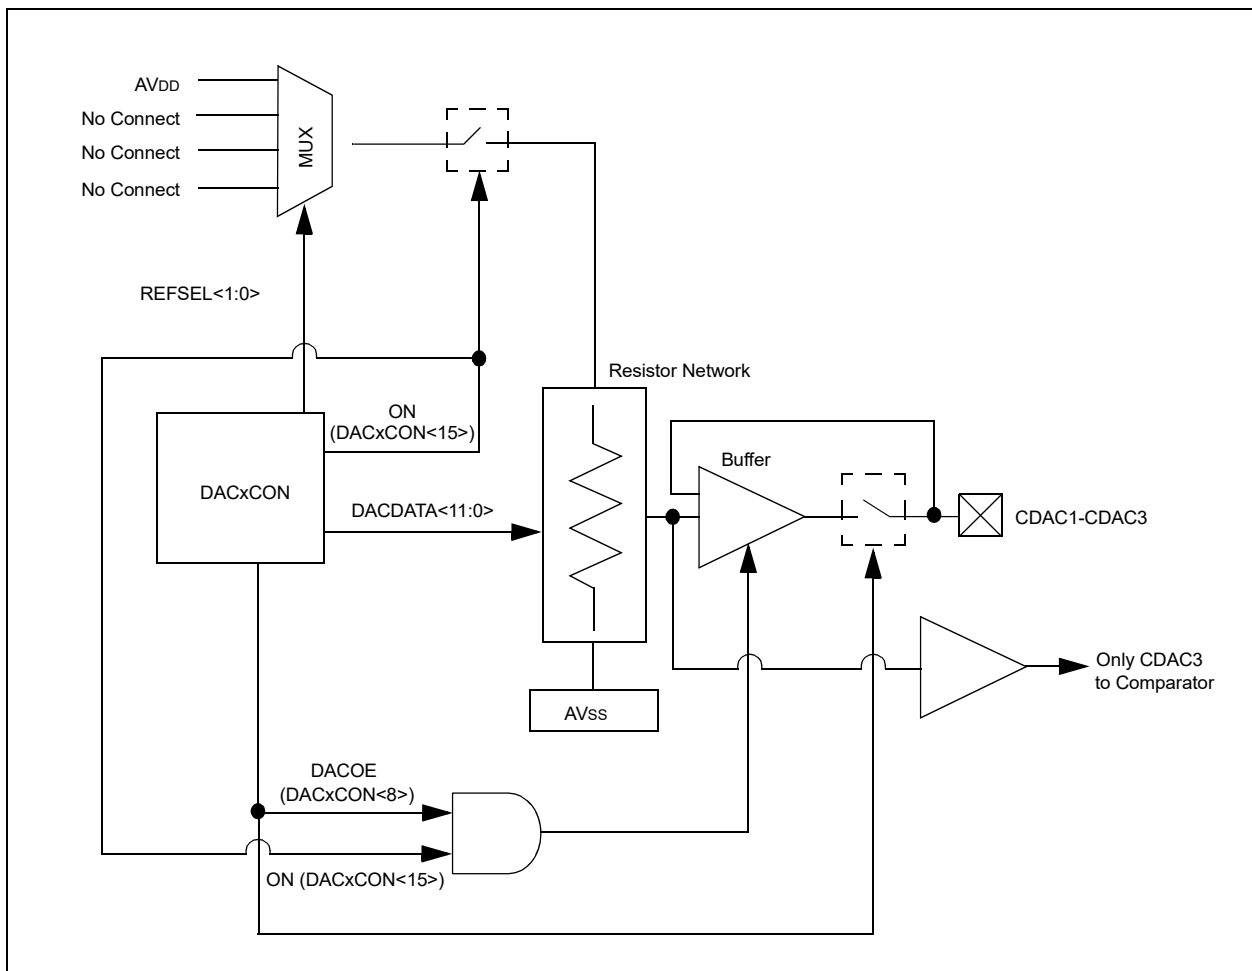 AVDD
No Connect
No Connect
No Connect
MUX
REFSEL<1:0>
Resistor Network
ON
(DACxCON<15>)
DACxCON
DACDATA<11:0>
Buffer
CDAC1-CDAC3
Only CDAC3
to Comparator
AVSS
DACOE
(DACxCON<8>)
ON (DACxCON<15>)